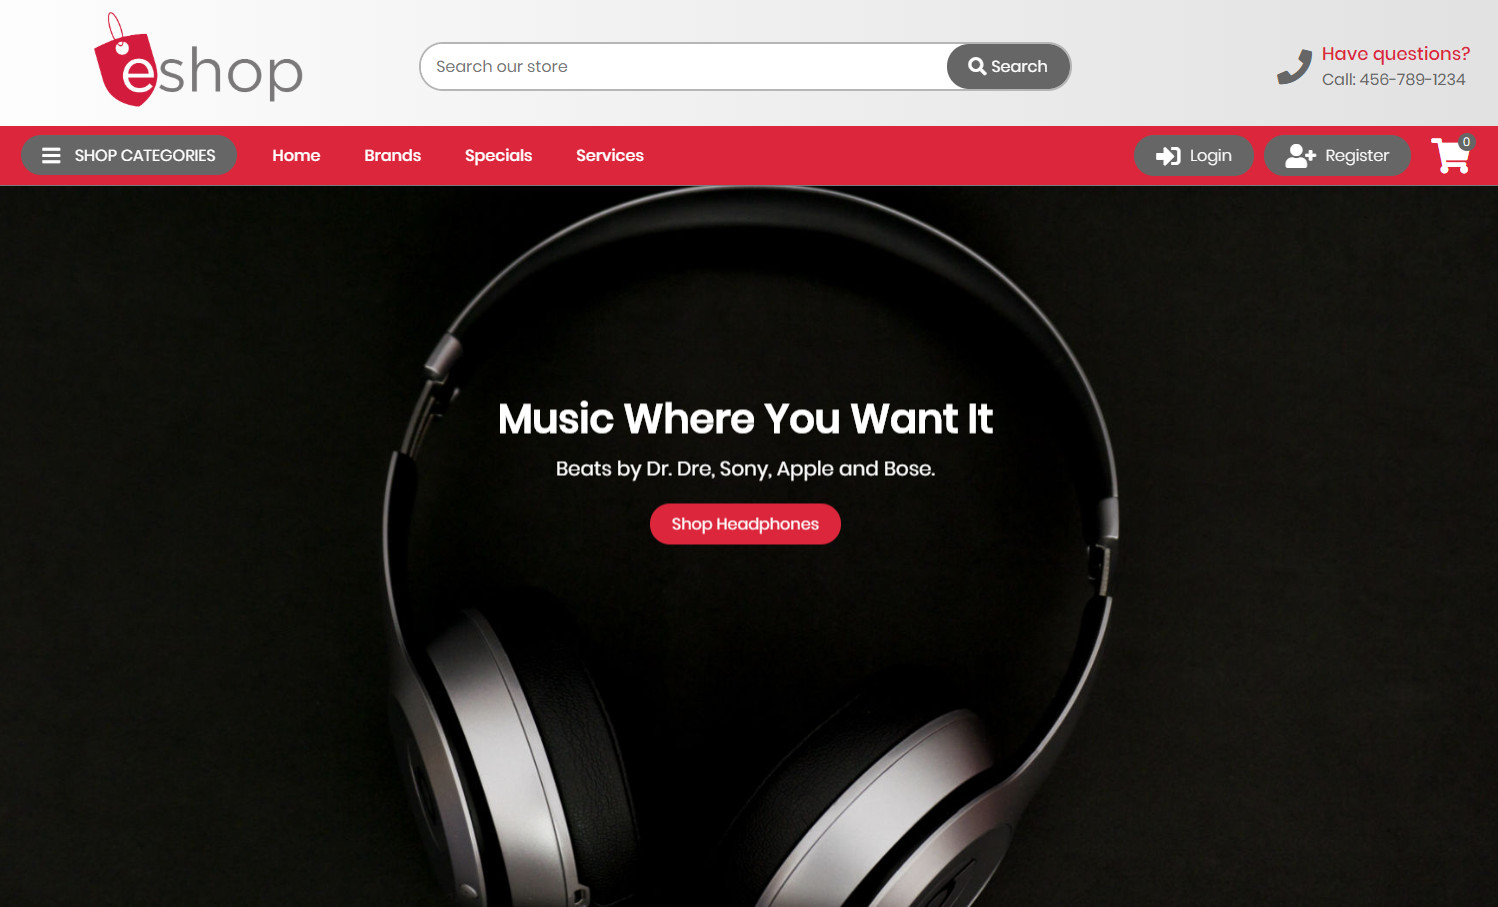 eshop
Search our store
Search
Have questions?
Call: 456-789-1234
SHOP CATEGORIES
Home
Brands
Specials
Services
Login
Register
0
Music Where You Want It
Beats by Dr. Dre, Sony, Apple and Bose.
Shop Headphones